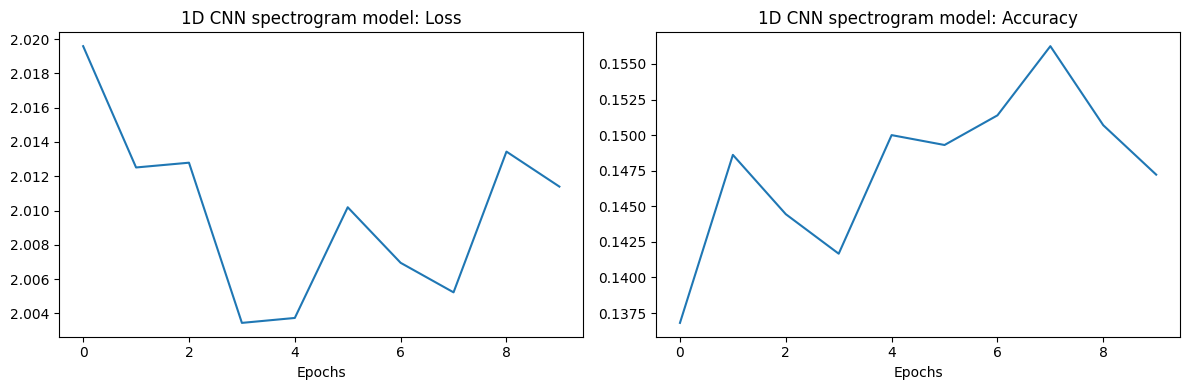 1D CNN spectrogram model: Loss
2.020
2.018
2.016
2.014
2.012
2.010
2.008
2.006
2.004
0 2 4 6 8
Epochs
1D CNN spectrogram model: Accuracy
0.1550
0.1525
0.1500
0.1475
0.1450
0.1425
0.1400
0.1375
0 2 4 6 8
Epochs